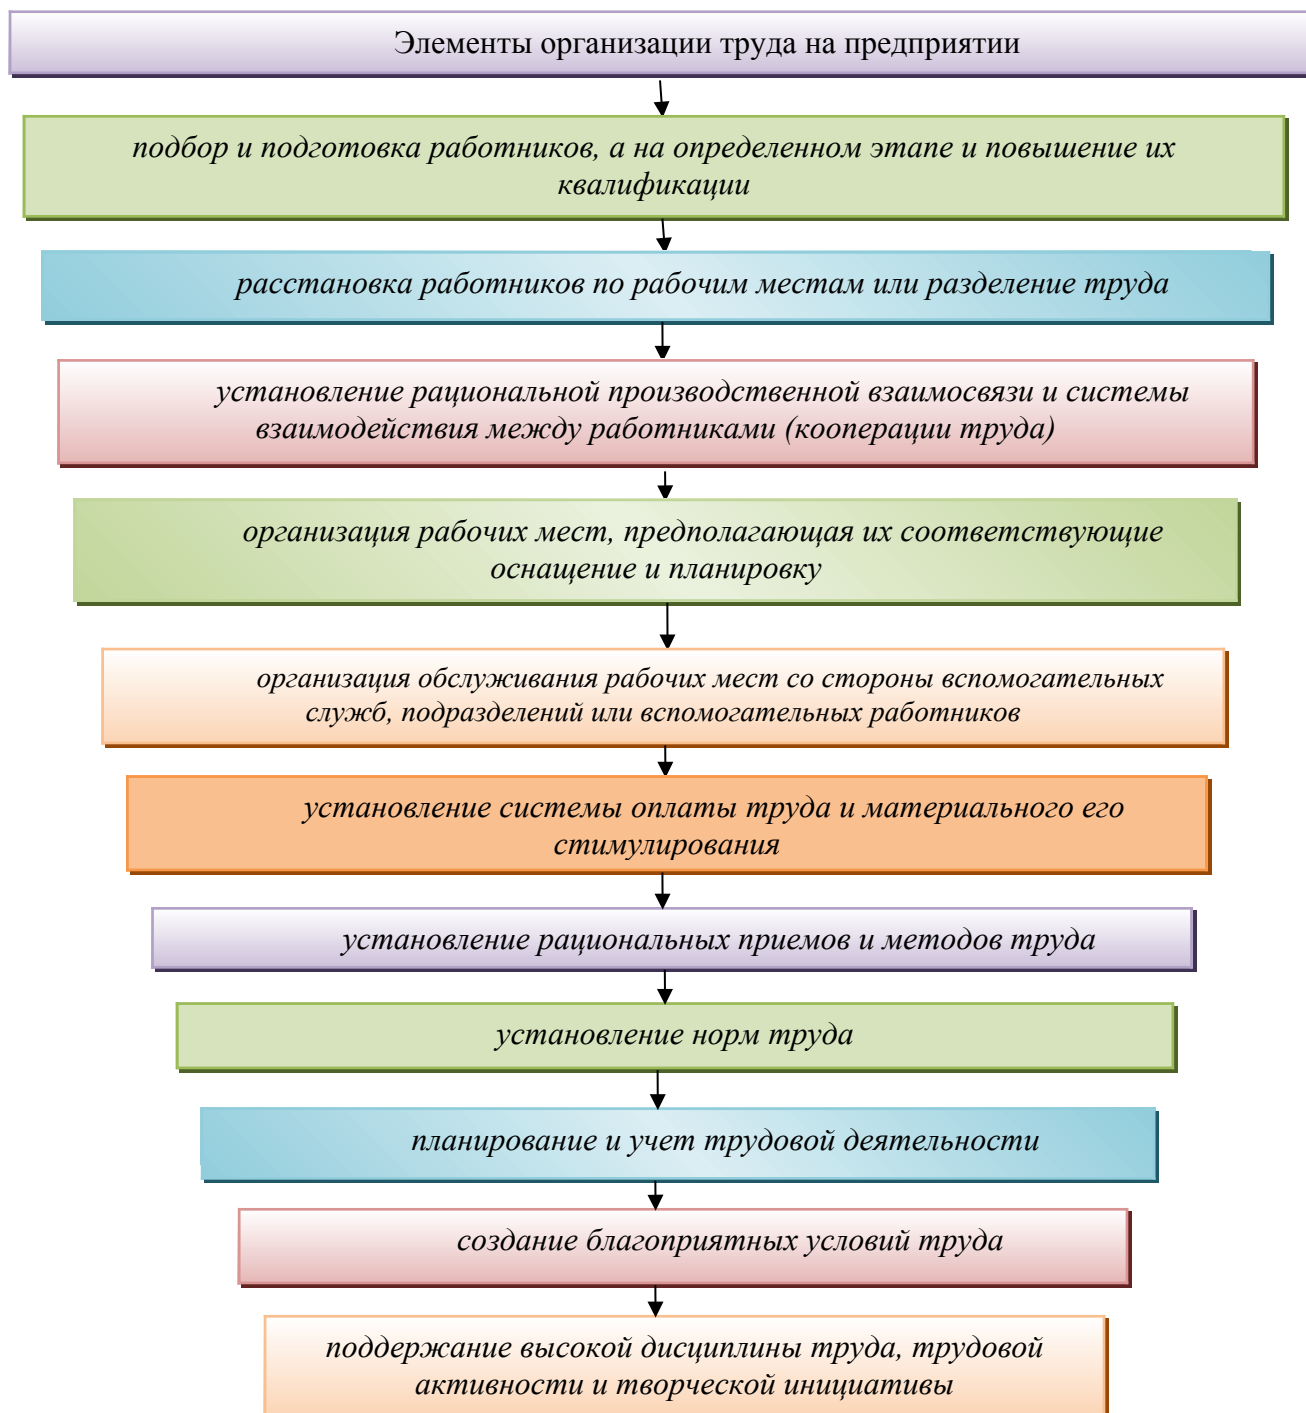 Элементы организации труда на предприятии
подбор и подготовка работников, а на определенном этапе и повышение их
квалификации
расстановка работников по рабочим местам или разделение труда
установление рациональной производственной взаимосвязи и системы
взаимодействия между работниками (кооперации труда)
организация рабочих мест, предполагающая их соответствующие
оснащение и планировку
организация обслуживания рабочих мест со стороны вспомогательных
служб, подразделений или вспомогательных работников
установление системы оплаты труда и материального его
стимулирования
установление рациональных приемов и методов труда
установление норм труда
планирование и учет трудовой деятельности
создание благоприятных условий труда
поддержание высокой дисциплины труда, трудовой
активности и творческой инициативы